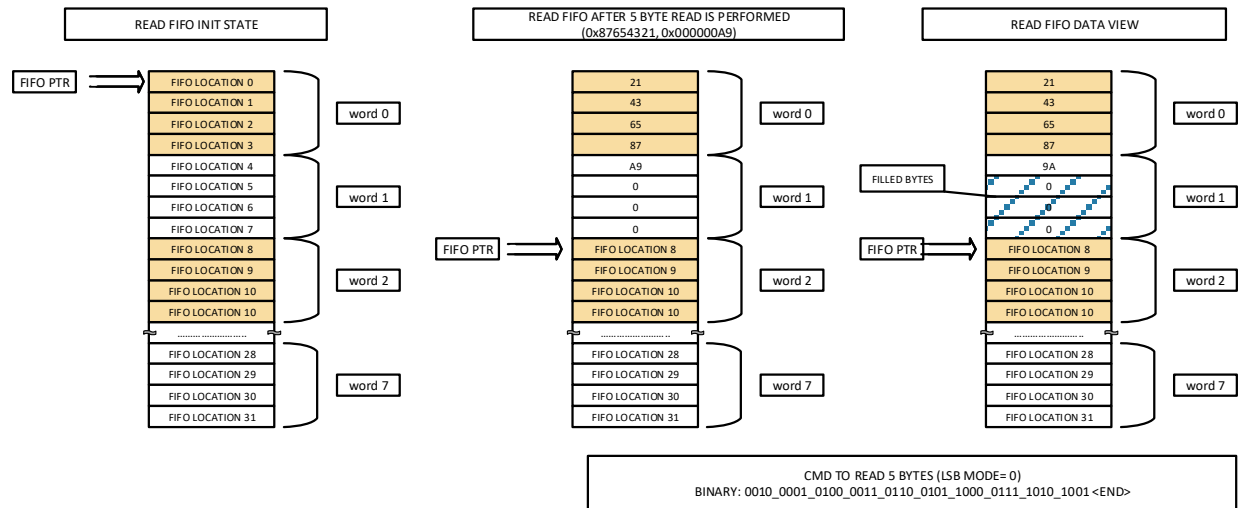 READ FIFO INIT STATE
FIFO PTR
FIFO LOCATION 0
FIFO LOCATION 1
FIFO LOCATION 2
FIFO LOCATION 3
FIFO LOCATION 4
FIFO LOCATION 5
FIFO LOCATION 6
FIFO LOCATION 7
FIFO LOCATION 8
FIFO LOCATION 9
FIFO LOCATION 10
FIFO LOCATION 10
..........................
FIFO LOCATION 28
FIFO LOCATION 29
FIFO LOCATION 30
FIFO LOCATION 31
word 0
word 1
word 2
word 7
READ FIFO AFTER 5 BYTE READ IS PERFORMED
(0x87654321, 0x000000A9)
FIFO PTR
21
43
65
87
A9
0
0
0
FIFO LOCATION 8
FIFO LOCATION 9
FIFO LOCATION 10
FIFO LOCATION 10
..........................
FIFO LOCATION 28
FIFO LOCATION 29
FIFO LOCATION 30
FIFO LOCATION 31
word 0
word 1
word 2
word 7
READ FIFO DATA VIEW
FILLED BYTES
FIFO PTR
21
43
65
87
9A
0
0
0
FIFO LOCATION 8
FIFO LOCATION 9
FIFO LOCATION 10
FIFO LOCATION 10
..........................
FIFO LOCATION 28
FIFO LOCATION 29
FIFO LOCATION 30
FIFO LOCATION 31
word 0
word 1
word 2
word 7
CMD TO READ 5 BYTES (LSB MODE= 0)
BINARY: 0010_0001_0100_0011_0110_0101_1000_0111_1010_1001<END>